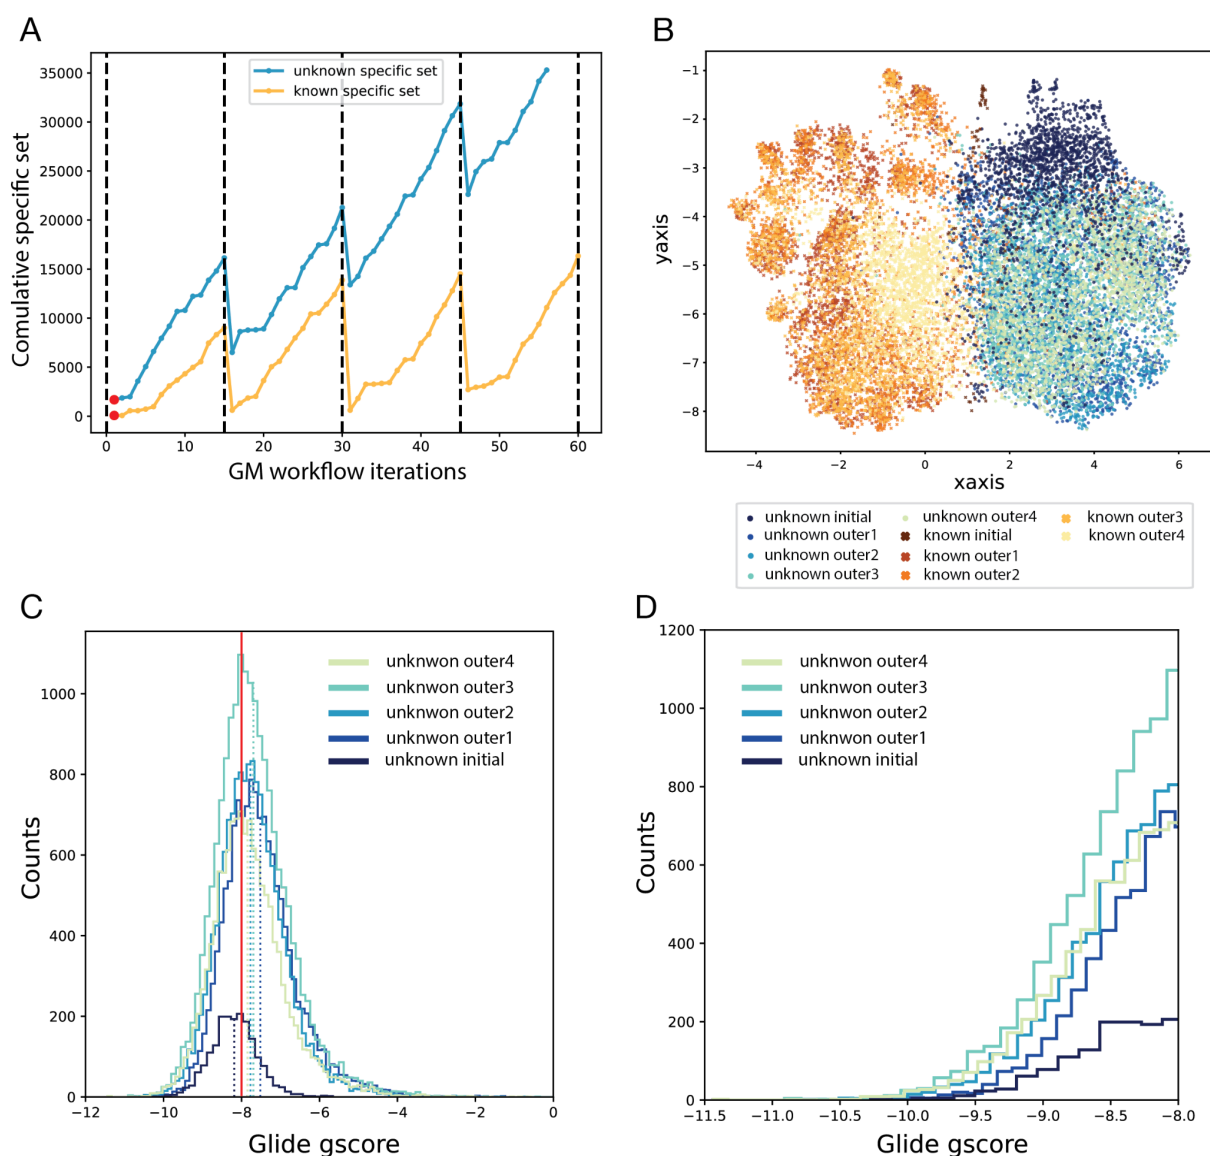 A
unknown specific set
known specific set
35000
30000
25000
20000
15000
10000
5000
0
Comulative specific set
0 10 20 30 40 50 60
GM workflow iterations
B
−1
−2
−3
−4
−5
−6
−7
−8
yaxis
−4 −2 0 2 4 6
xaxis
unknown initial unknown outer4 known outer3
unknown outer1 known initial known outer4
unknown outer2 known outer1
unknown outer3 known outer2
C
unknwon outer4
unknwon outer3
unknwon outer2
unknwon outer1
unknown initial
1000
800
600
400
200
0
Counts
−12 −10 −8 −6 −4 −2 0
Glide gscore
D
1200
1000
800
600
400
200
0
unknwon outer4
unknwon outer3
unknwon outer2
unknwon outer1
unknown initial
Counts
−11.5 −11.0 −10.5 −10.0 −9.5 −9.0 −8.5 −8.0
Glide gscore